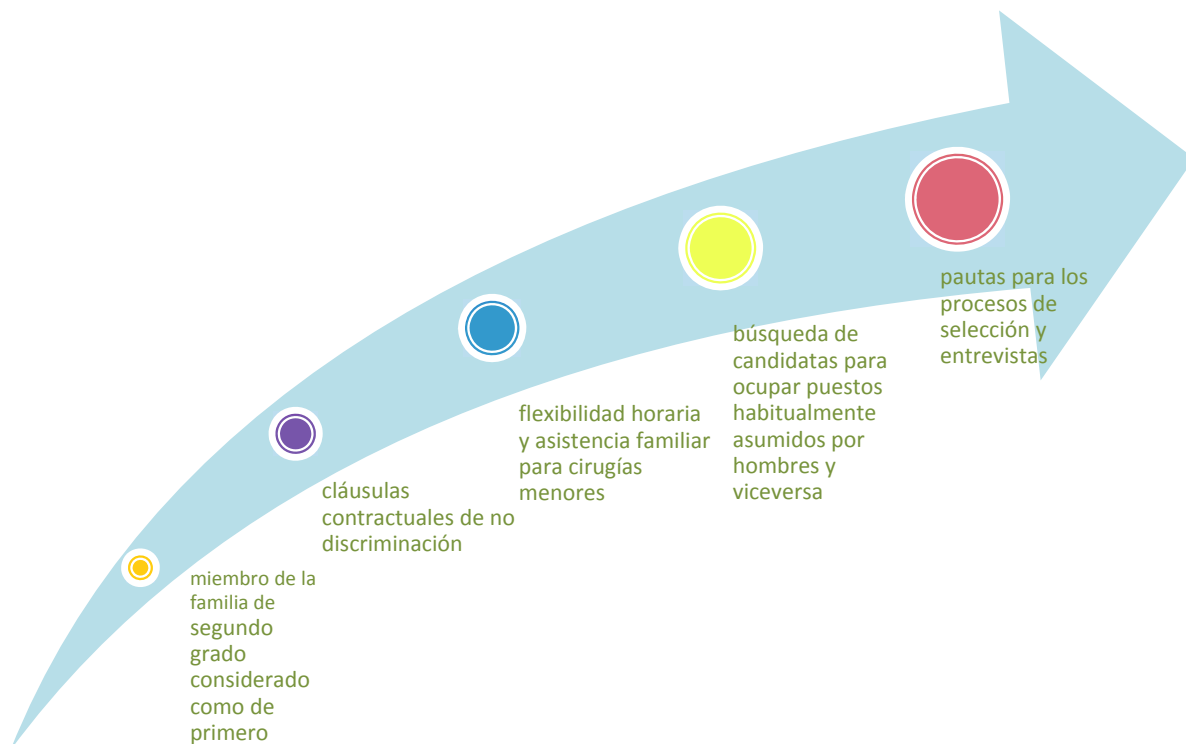 miembro de la
familia de
segundo
grado
considerado
como de
primero
cláusulas
contractuales de no
discriminación
flexibilidad horaria
y asistencia familiar
para cirugías
menores
búsqueda de
candidatas para
ocupar puestos
habitualmente
asumidos por
hombres y
viceversa
pautas para los
procesos de
selección y
entrevistas